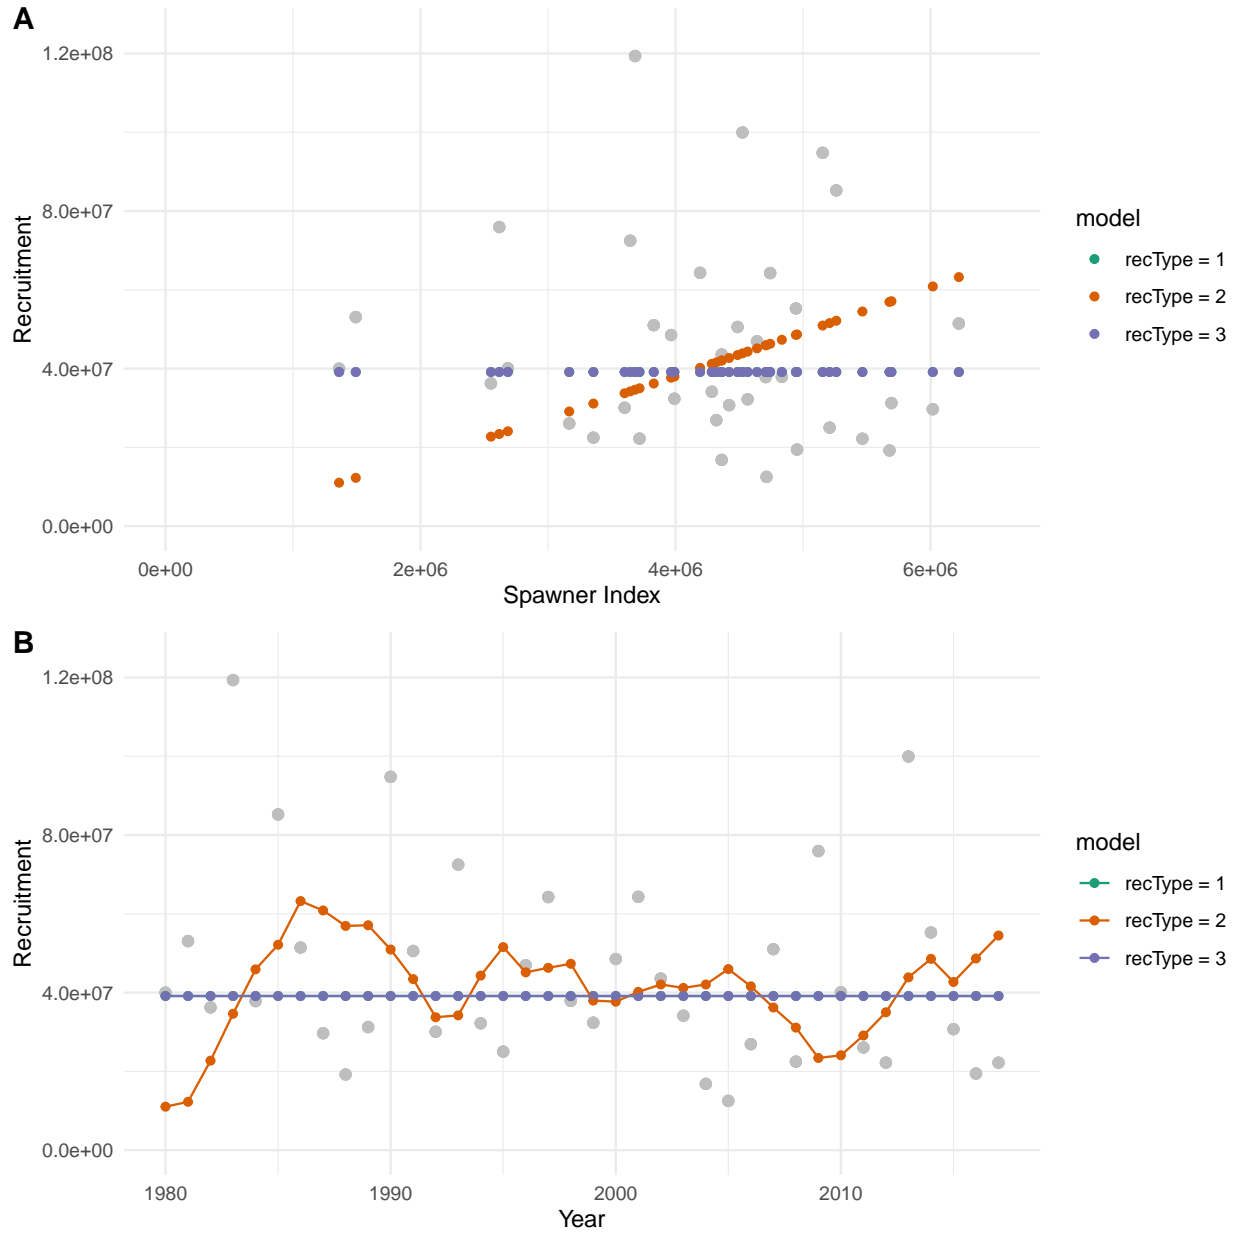 A
1.2e+08
8.0e+07
4.0e+07
0.0e+00
Recruitment
0e+00 2e+06 4e+06 6e+06
Spawner Index
model
recType = 1
recType = 2
recType = 3
B
1.2e+08
8.0e+07
4.0e+07
0.0e+00
Recruitment
1980 1990 2000 2010
Year
model
recType = 1
recType = 2
recType = 3